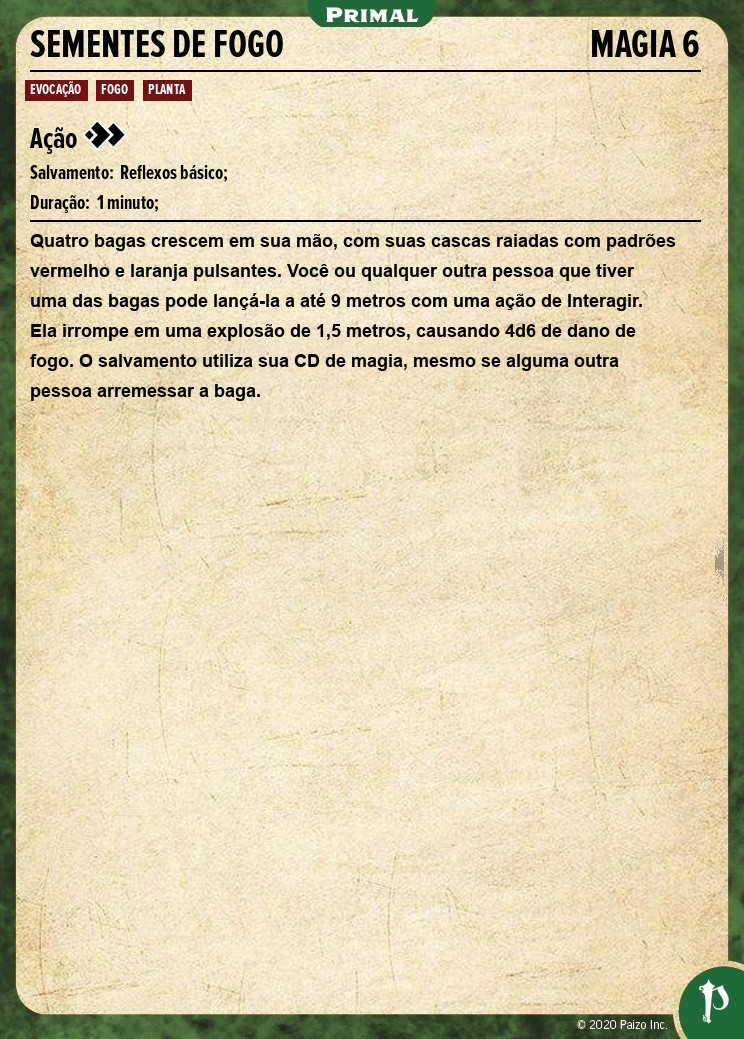 PRIMAL
SEMENTES DE FOGO MAGIA 6
EVOCAÇÃO FOGO PLANTA
Ação
Salvamento: Reflexos básico;
Duração: 1 minuto;
Quatro bagas crescem em sua mão, com suas cascas raiadas com padrões
vermelho e laranja pulsantes. Você ou qualquer outra pessoa que tiver
uma das bagas pode lançá-la a até 9 metros com uma ação de Interagir.
Ela irrompe em uma explosão de 1,5 metros, causando 4d6 de dano de
fogo. O salvamento utiliza sua CD de magia, mesmo se alguma outra
pessoa arremessar a baga.
© 2020 Paizo Inc.
P